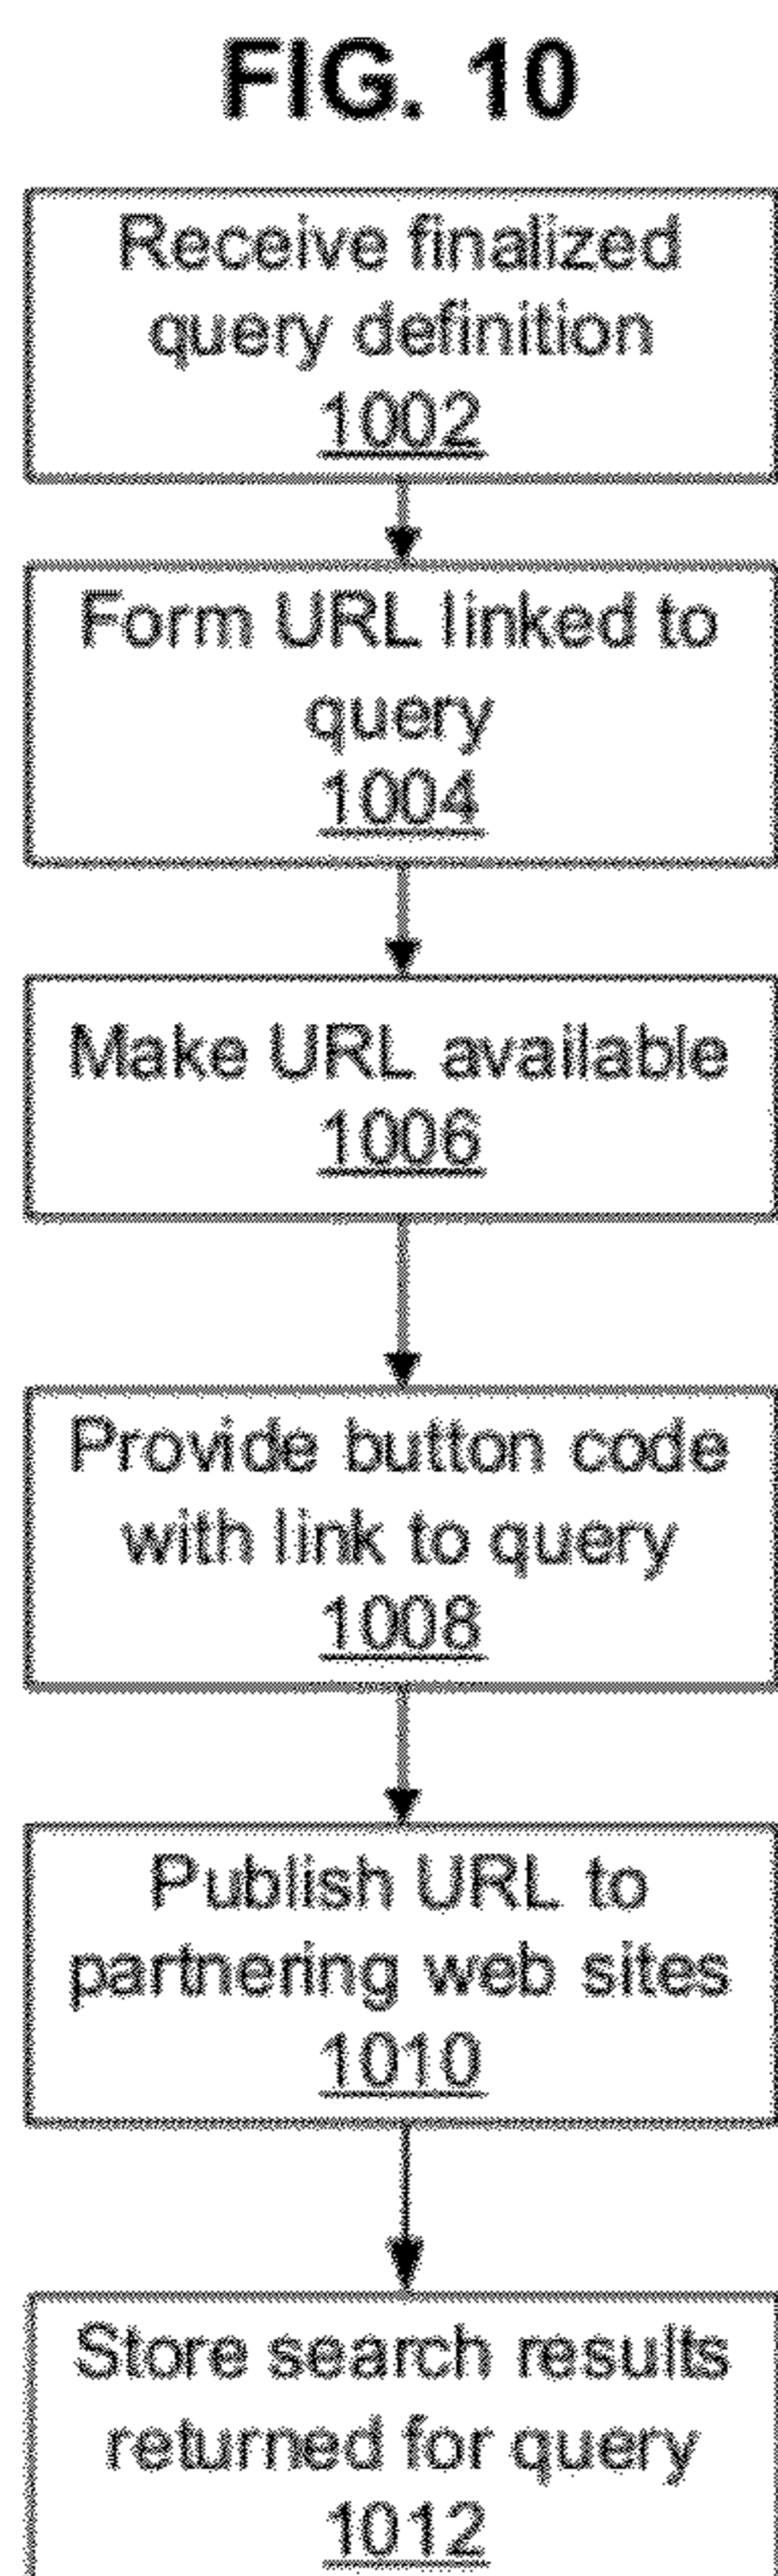 FIG. 10
Receive finalized
query definition
1002
Form URL linked to
query
1004
Make URL available
1006
Provide button code
with link to query
1008
Publish URL to
partnering web sites
1010
Store search results
returned for query
1012